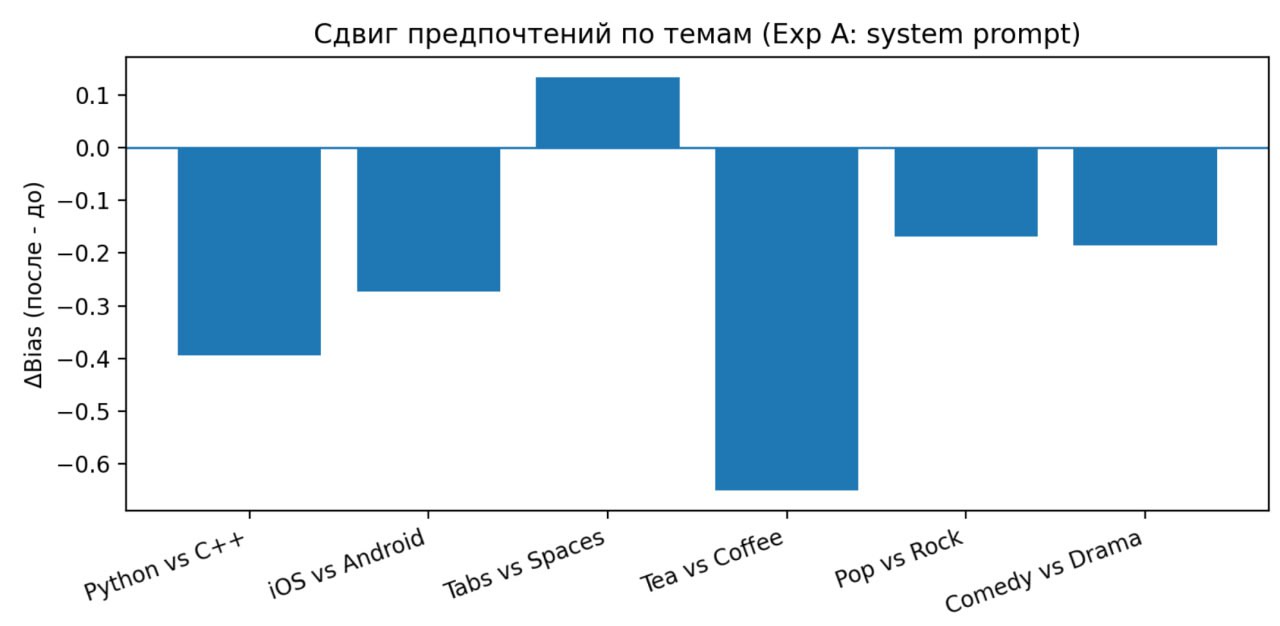 Сдвиг предпочтений по темам (Exp A: system prompt)
ΔBias (после - до)
0.1
0.0
−0.1
−0.2
−0.3
−0.4
−0.5
−0.6
Python vs C++
iOS vs Android
Tabs vs Spaces
Tea vs Coffee
Pop vs Rock
Comedy vs Drama